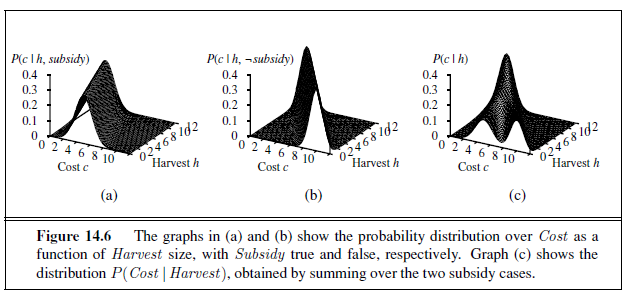 P(c | h, subsidy) P(c | h, ¬subsidy) P(c | h)
0.4 0.4 0.4
0.3 0.3 0.3
0.2 0.2 0.2
0.1 0.1 0.1
0 0 0
0 2 4 6 8 10 0 2 4 6 8 10 12 0 2 4 6 8 10 0 2 4 6 8 10 12 0 2 4 6 8 10 0 2 4 6 8 10 12
Cost c Harvest h Cost c Harvest h Cost c Harvest h
(a) (b) (c)
Figure 14.6 The graphs in (a) and (b) show the probability distribution over Cost as a
function of Harvest size, with Subsidy true and false, respectively. Graph (c) shows the
distribution P(Cost | Harvest), obtained by summing over the two subsidy cases.